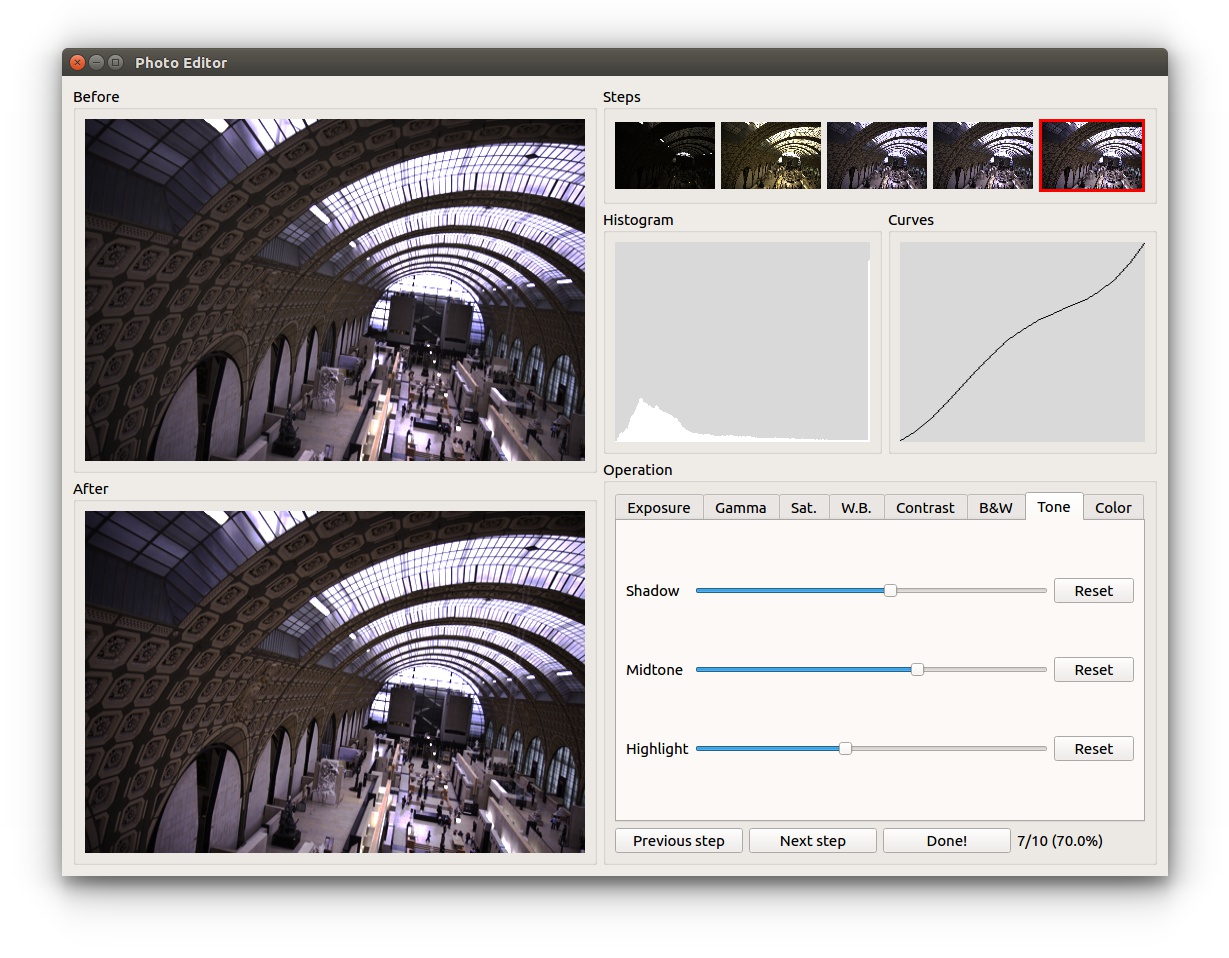 Photo Editor
Before
Steps
Histogram
Curves
After
Operation
Exposure Gamma Sat. W.B. Contrast B&W Tone Color
Shadow Reset
Midtone Reset
Highlight Reset
Previous step Next step Done! 7/10 (70.0%)